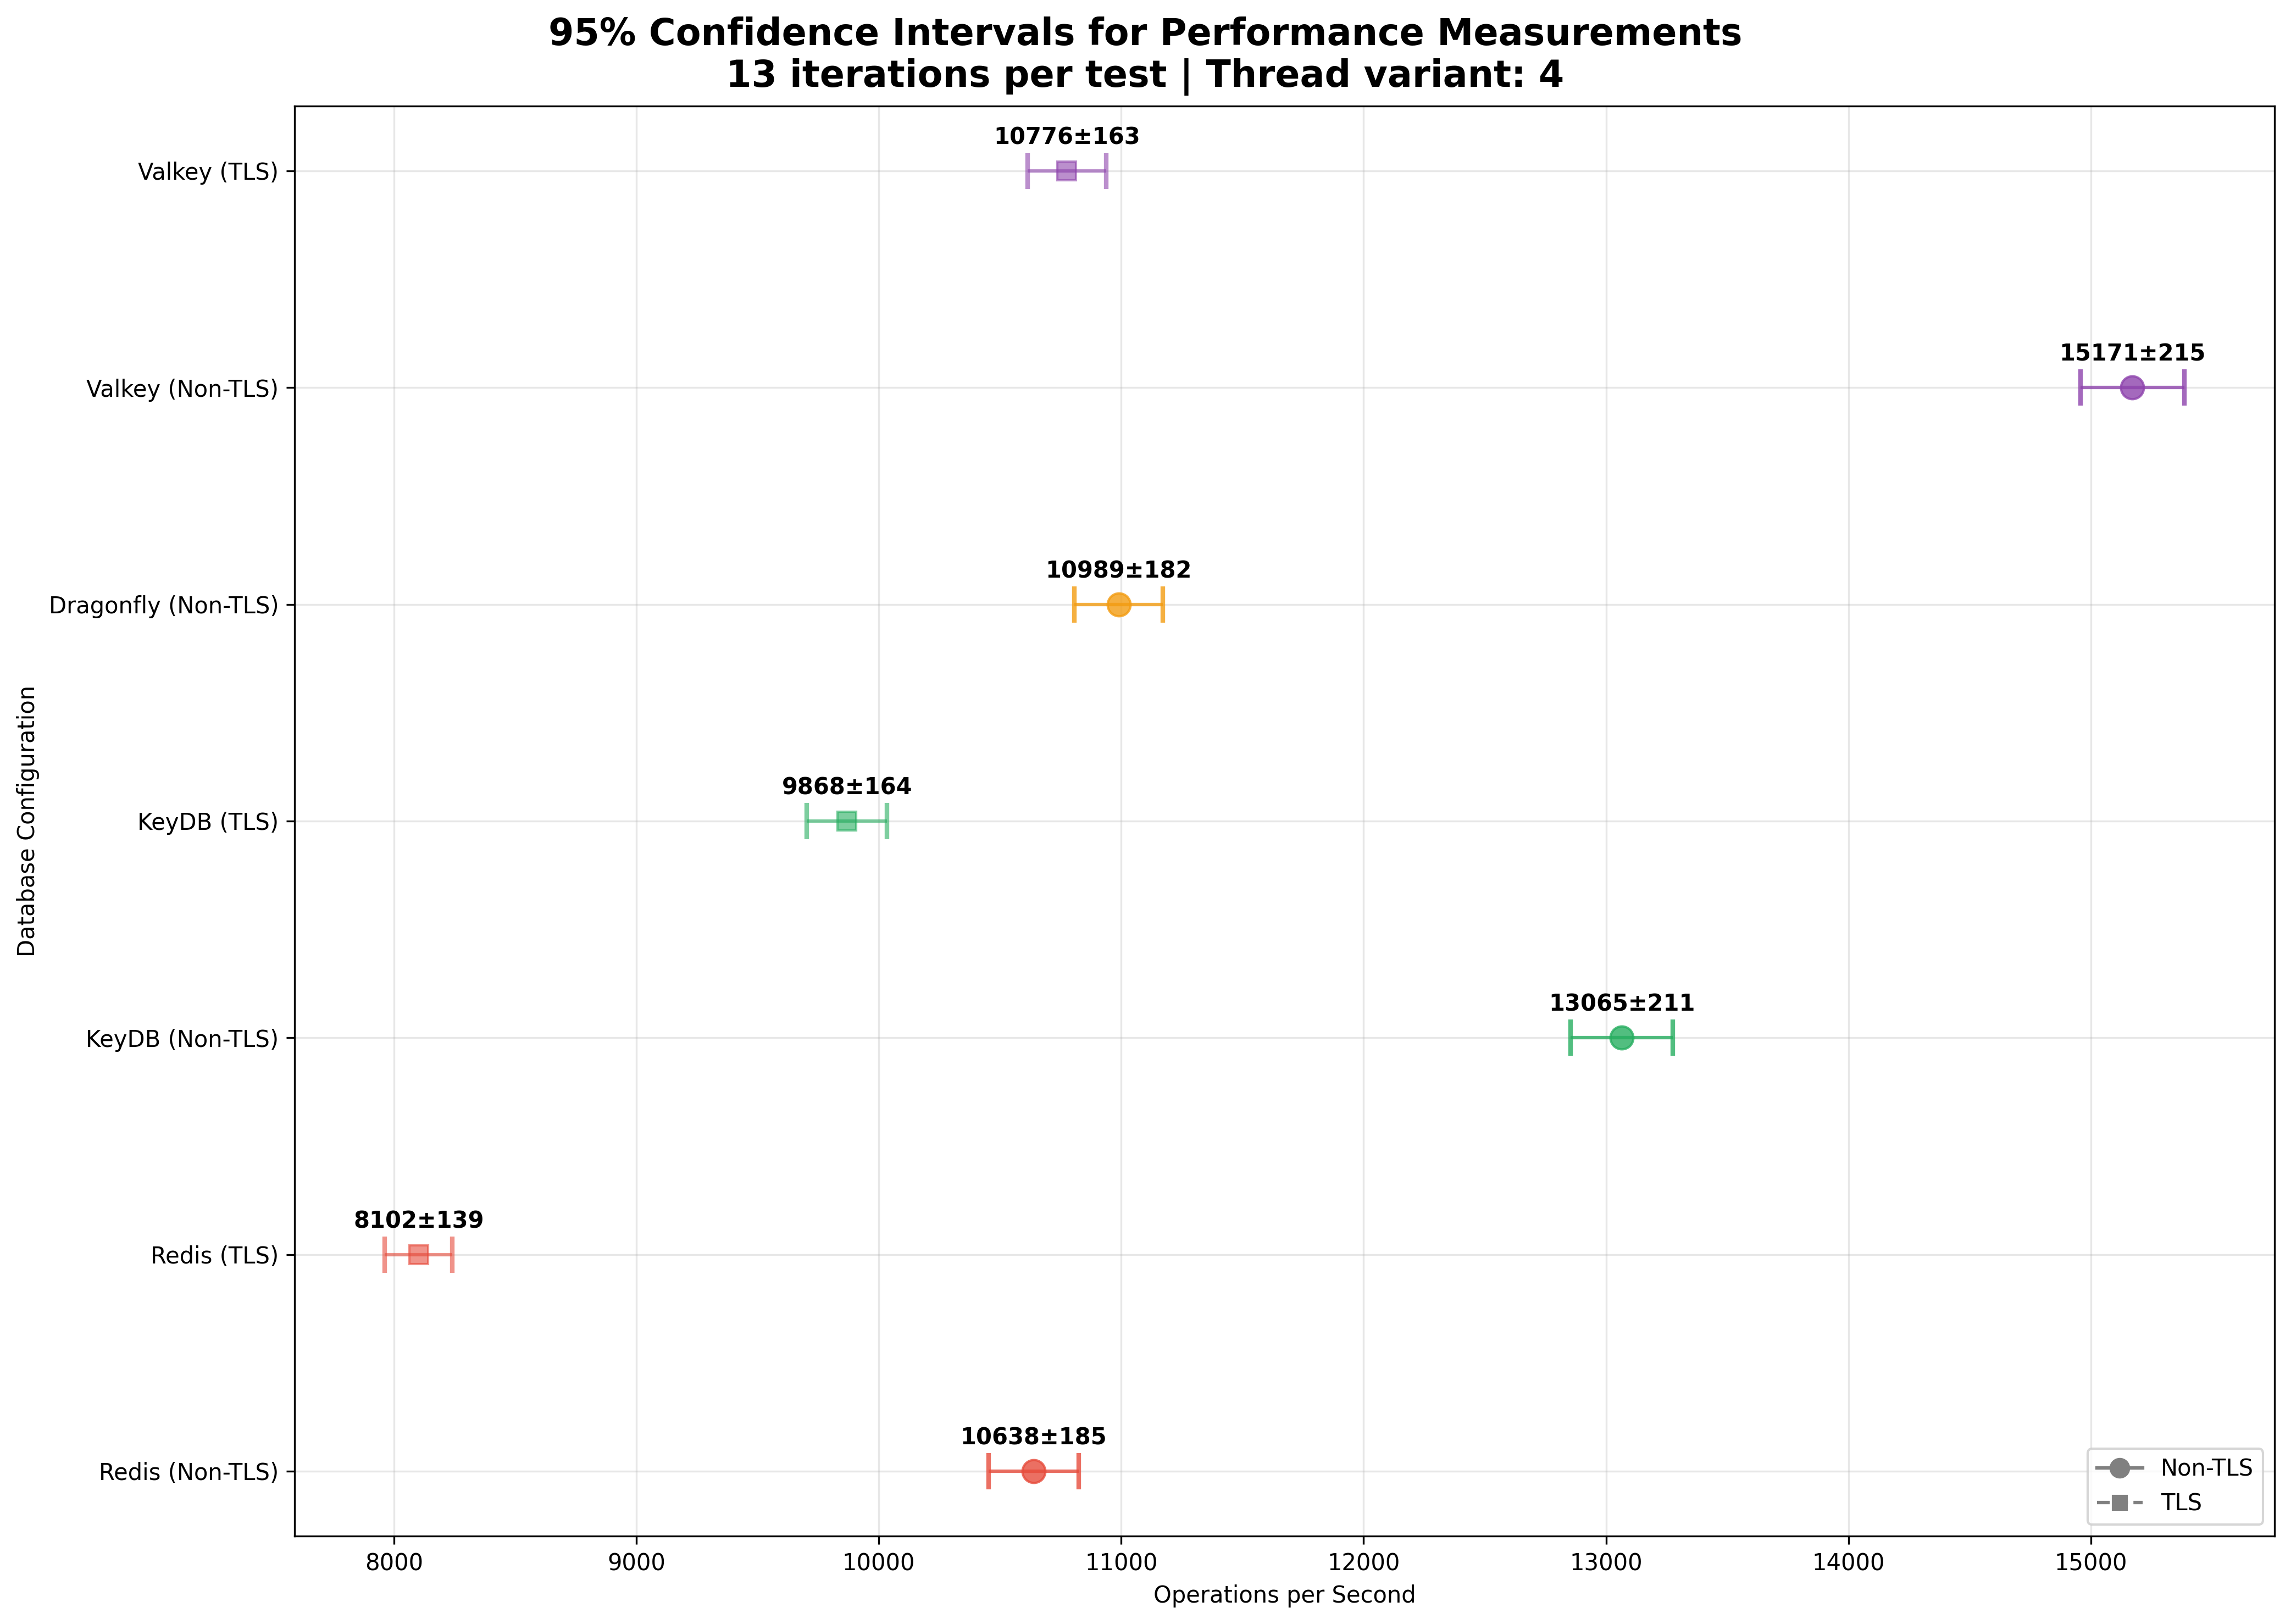 95% Confidence Intervals for Performance Measurements
13 iterations per test | Thread variant: 4
Database Configuration
Valkey (TLS)
10776±163
Valkey (Non-TLS)
15171±215
Dragonfly (Non-TLS)
10989±182
KeyDB (TLS)
9868±164
KeyDB (Non-TLS)
13065±211
Redis (TLS)
8102±139
Redis (Non-TLS)
10638±185
Non-TLS
TLS
8000 9000 10000 11000 12000 13000 14000 15000
Operations per Second